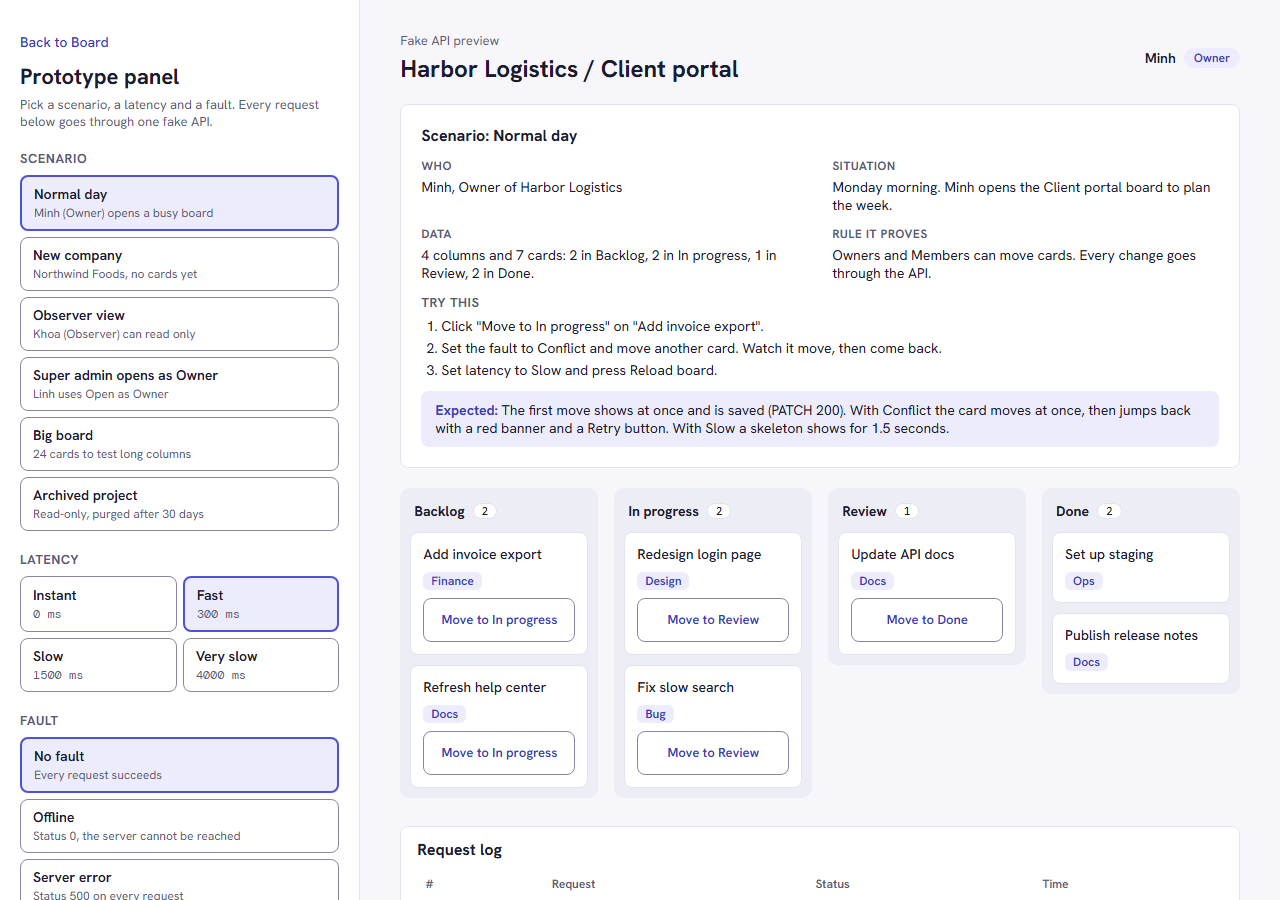 Back to Board
Prototype panel
Pick a scenario, a latency and a fault. Every request
below goes through one fake API.
SCENARIO
Normal day
Minh (Owner) opens a busy board
New company
Northwind Foods, no cards yet
Observer view
Khoa (Observer) can read only
Super admin opens as Owner
Linh uses Open as Owner
Big board
24 cards to test long columns
Archived project
Read-only, purged after 30 days
LATENCY
Instant
0 ms
Fast
300 ms
Slow
1500 ms
Very slow
4000 ms
FAULT
No fault
Every request succeeds
Offline
Status 0, the server cannot be reached
Server error
Status 500 on every request
Fake API preview
Harbor Logistics / Client portal
Minh Owner
Scenario: Normal day
WHO
Minh, Owner of Harbor Logistics
SITUATION
Monday morning. Minh opens the Client portal board to plan
the week.
DATA
4 columns and 7 cards: 2 in Backlog, 2 in In progress, 1 in
Review, 2 in Done.
RULE IT PROVES
Owners and Members can move cards. Every change goes
through the API.
TRY THIS
1. Click "Move to In progress" on "Add invoice export".
2. Set the fault to Conflict and move another card. Watch it move, then come back.
3. Set latency to Slow and press Reload board.
Expected: The first move shows at once and is saved (PATCH 200). With Conflict the card moves at once, then jumps back
with a red banner and a Retry button. With Slow a skeleton shows for 1.5 seconds.
Backlog 2
Add invoice export
Finance
Move to In progress
Refresh help center
Docs
Move to In progress
In progress 2
Redesign login page
Design
Move to Review
Fix slow search
Bug
Move to Review
Review 1
Update API docs
Docs
Move to Done
Done 2
Set up staging
Ops
Publish release notes
Docs
Request log
# Request Status Time